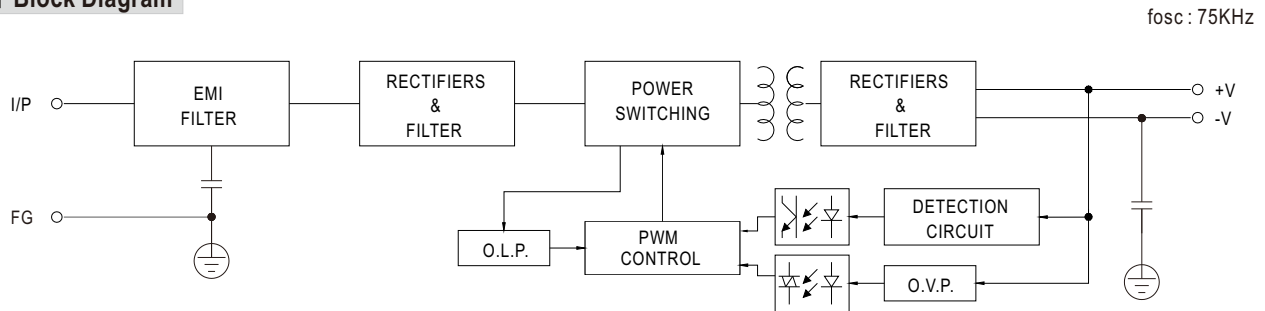 Block Diagram
fosc : 75KHz
I/P
EMI
FILTER
RECTIFIERS
&
FILTER
POWER
SWITCHING
RECTIFIERS
&
FILTER
+V
-V
FG
O.L.P.
PWM
CONTROL
DETECTION
CIRCUIT
O.V.P.